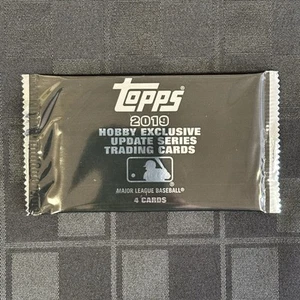 Topps
2019
HOBBY EXCLUSIVE
UPDATE SERIES
TRADING CARDS
MAJOR LEAGUE BASEBALL®
4 CARDS